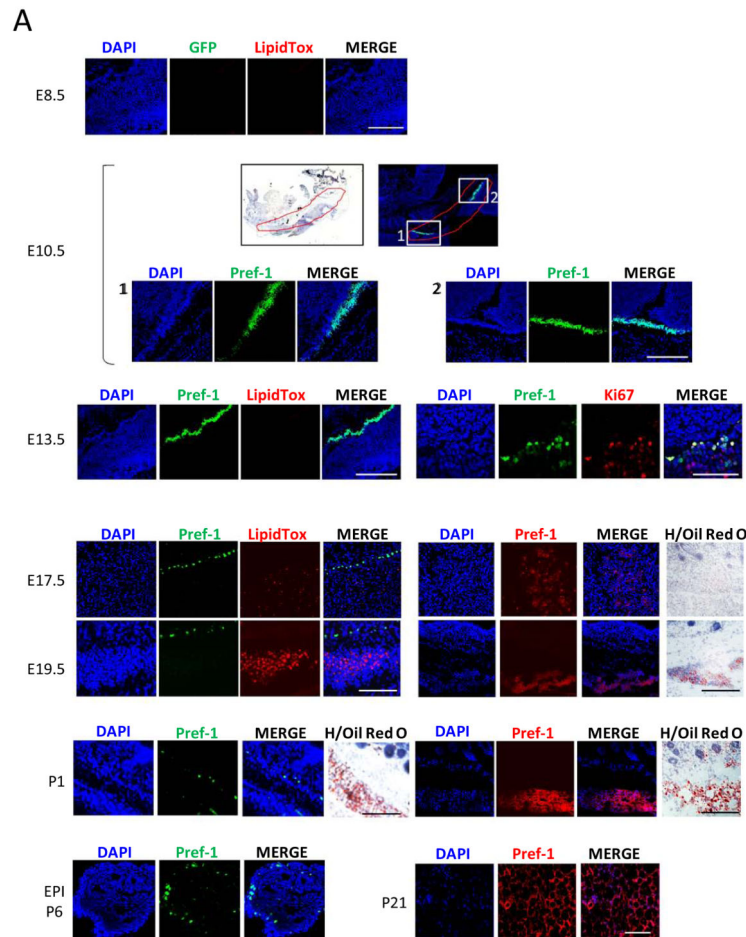 A
DAPI GFP LipidTox MERGE
E8.5
E10.5
1 2
1 DAPI Pref-1 MERGE 2 DAPI Pref-1 MERGE
DAPI Pref-1 LipidTox MERGE DAPI Pref-1 Ki67 MERGE
E13.5
DAPI Pref-1 LipidTox MERGE DAPI Pref-1 MERGE H/Oil Red O
E17.5
E19.5
DAPI Pref-1 MERGE H/Oil Red O DAPI Pref-1 MERGE H/Oil Red O
P1
DAPI Pref-1 MERGE DAPI Pref-1 MERGE
EPI
P6
P21